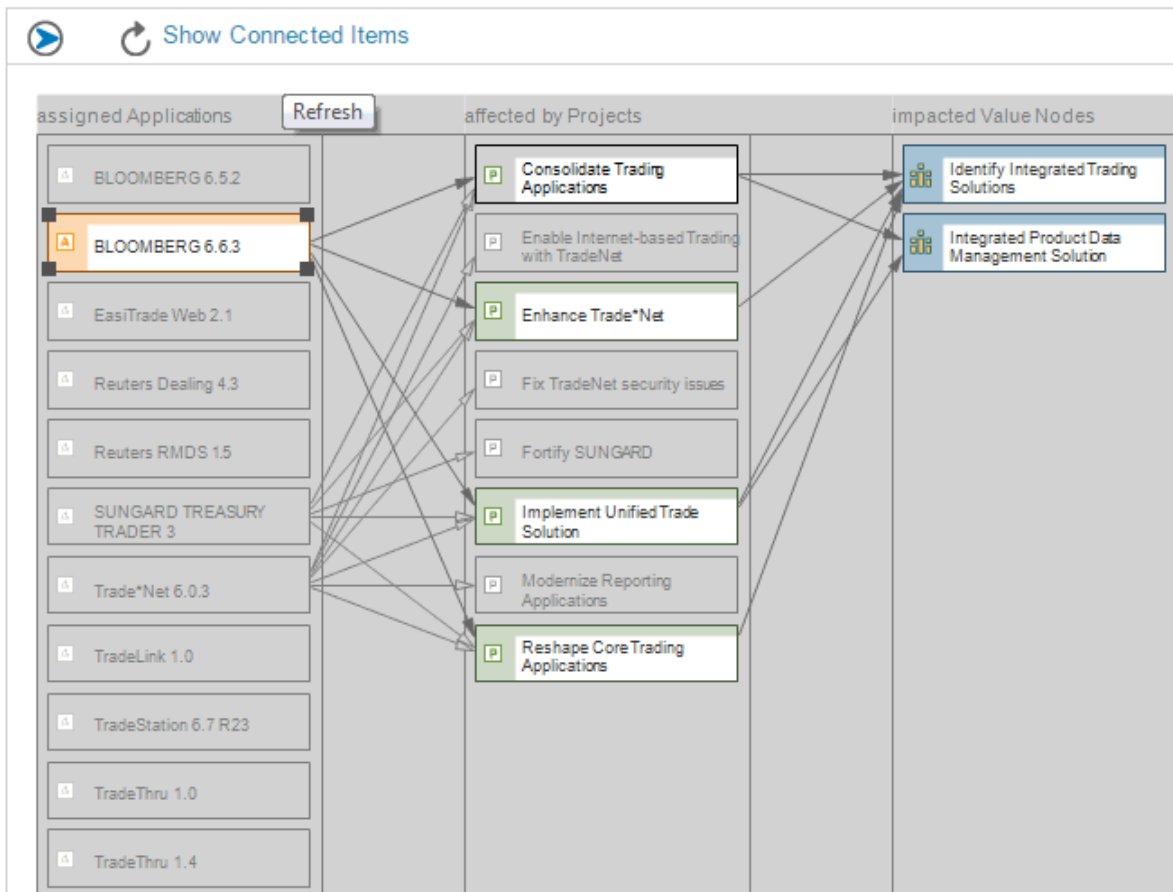 Show Connected Items
assigned Applications
Refresh
affected by Projects
impacted Value Nodes
BLOOMBERG 6.5.2
A
BLOOMBERG 6.6.3
EasiTrade Web 2.1
Reuters Dealing 4.3
Reuters RMDS 1.5
SUNGARD TREASURY
TRADER 3
Trade*Net 6.0.3
TradeLink 1.0
TradeStation 6.7 R23
TradeThru 1.0
TradeThru 1.4
P
Consolidate Trading
Applications
P
Enable Internet-based Trading
with TradeNet
P
Enhance Trade*Net
P
Fix TradeNet security issues
P
Fortify SUNGARD
P
Implement Unified Trade
Solution
P
Modernize Reporting
Applications
P
Reshape Core Trading
Applications
Identify Integrated Trading
Solutions
Integrated Product Data
Management Solution